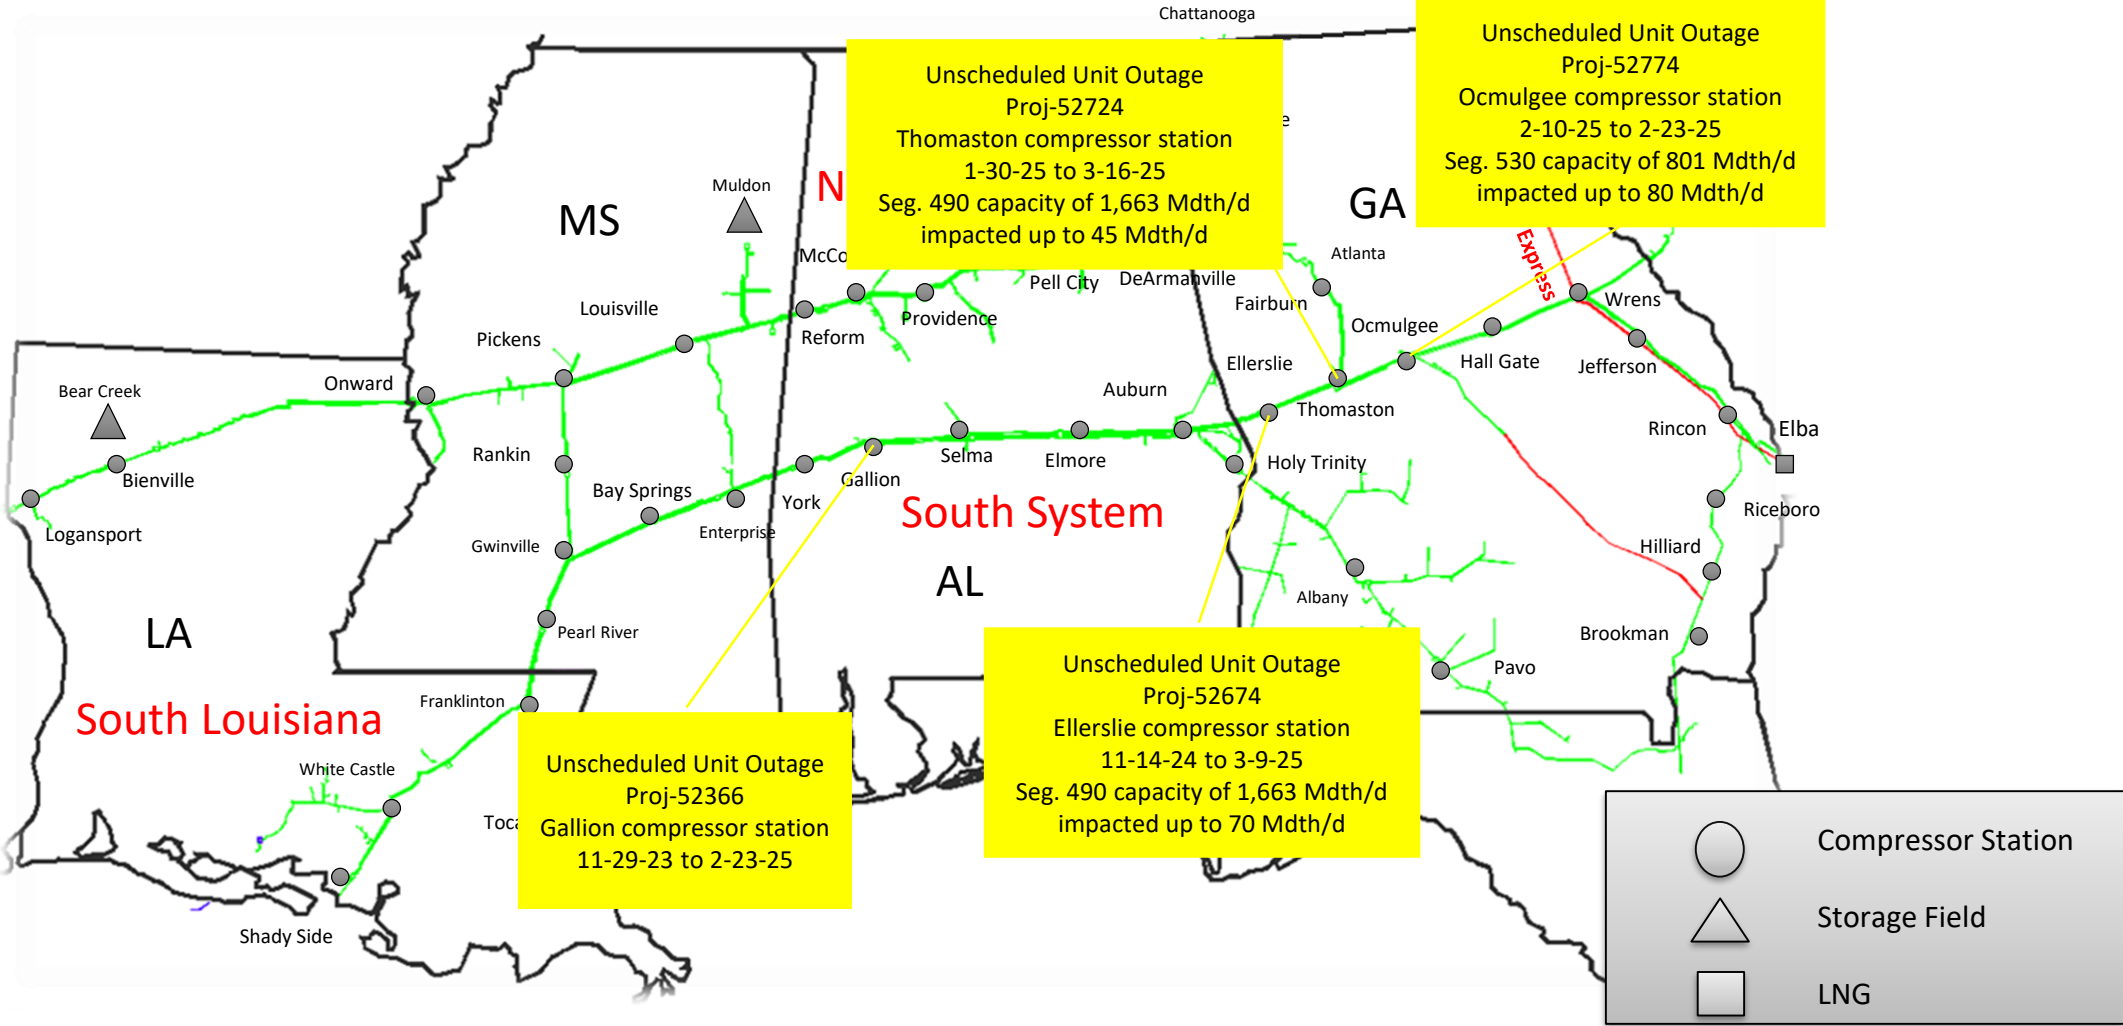 Chattanooga
Unscheduled Unit Outage
Proj-52774
Ocmulgee compressor station
2-10-25 to 2-23-25
Seg. 530 capacity of 801 Mdth/d
impacted up to 80 Mdth/d
Unscheduled Unit Outage
Proj-52724
Thomaston compressor station
1-30-25 to 3-16-25
Seg. 490 capacity of 1,663 Mdth/d
impacted up to 45 Mdth/d
Muldon
MS
GA
Express
Atlanta
Pell City
DeArmanville
Fairburn
Wrens
Louisville
Reform
Providence
Ocmulgee
Pickens
Hall Gate
Jefferson
Ellerslie
Onward
Bear Creek
Auburn
Thomaston
Rincon
Elba
Rankin
Selma
Elmore
Holy Trinity
Bienville
Gallion
Bay Springs
York
South System
Riceboro
Logansport
Enterprise
Gwinville
Hilliard
AL
Albany
LA
Pearl River
Brookman
Pavo
Unscheduled Unit Outage
Proj-52674
Ellerslie compressor station
11-14-24 to 3-9-25
Seg. 490 capacity of 1,663 Mdth/d
impacted up to 70 Mdth/d
Franklinton
South Louisiana
Unscheduled Unit Outage
Proj-52366
Gallion compressor station
11-29-23 to 2-23-25
White Castle
Shady Side
Compressor Station
Storage Field
LNG